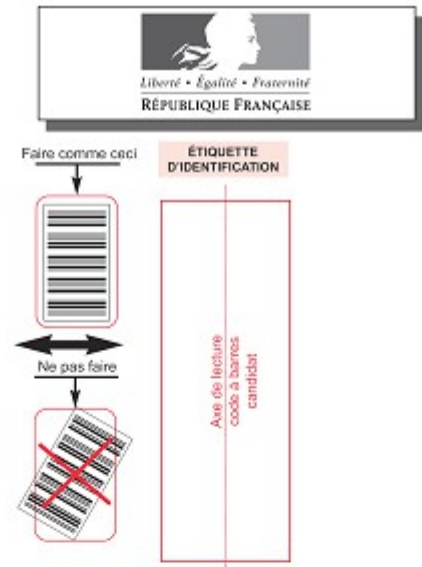 Liberté • Égalité • Fraternité
RÉPUBLIQUE FRANÇAISE
Faire comme ceci
ÉTIQUETTE
D'IDENTIFICATION
Axe de lecture
code à barres
candidat
Ne pas faire